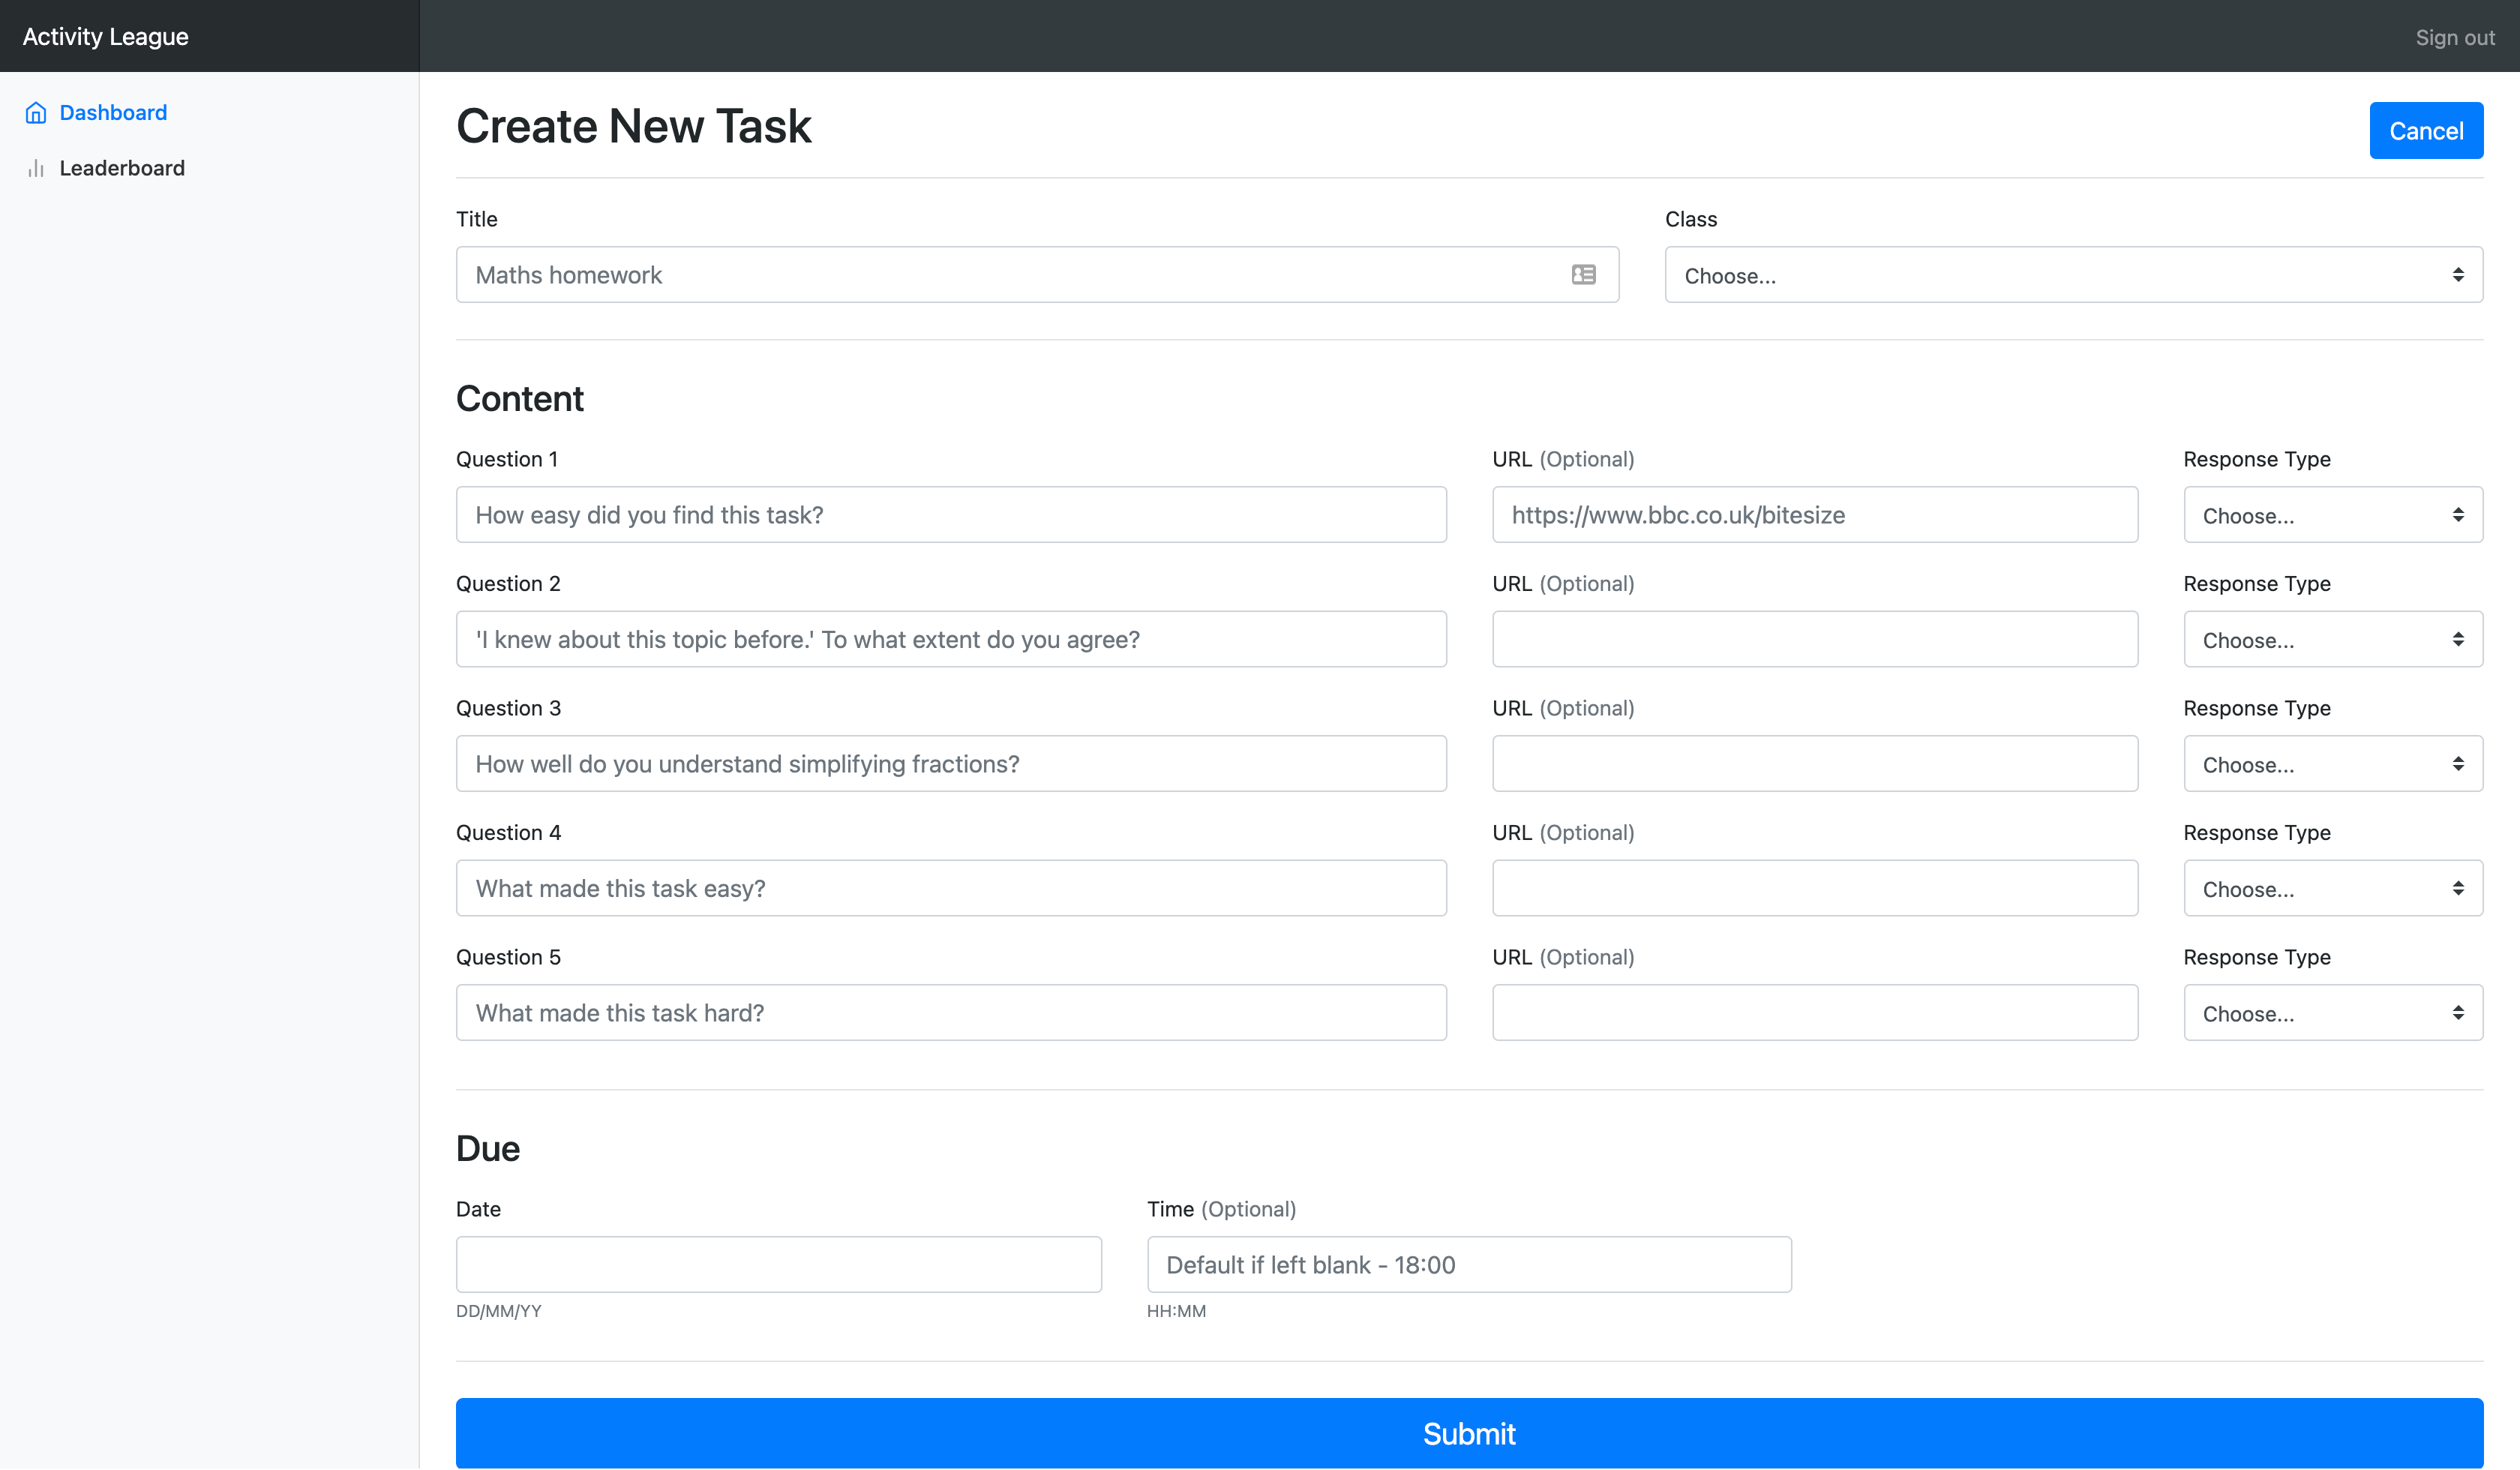 Activity League
Sign out
Dashboard
Leaderboard
Create New Task
Cancel
Title
Class
Maths homework
Choose...
Content
Question 1
URL (Optional)
Response Type
How easy did you find this task?
https://www.bbc.co.uk/bitesize
Choose...
Question 2
URL (Optional)
Response Type
'I knew about this topic before.' To what extent do you agree?
Choose...
Question 3
URL (Optional)
Response Type
How well do you understand simplifying fractions?
Choose...
Question 4
URL (Optional)
Response Type
What made this task easy?
Choose...
Question 5
URL (Optional)
Response Type
What made this task hard?
Choose...
Due
Date
Time (Optional)
Default if left blank - 18:00
DD/MM/YY
HH:MM
Submit